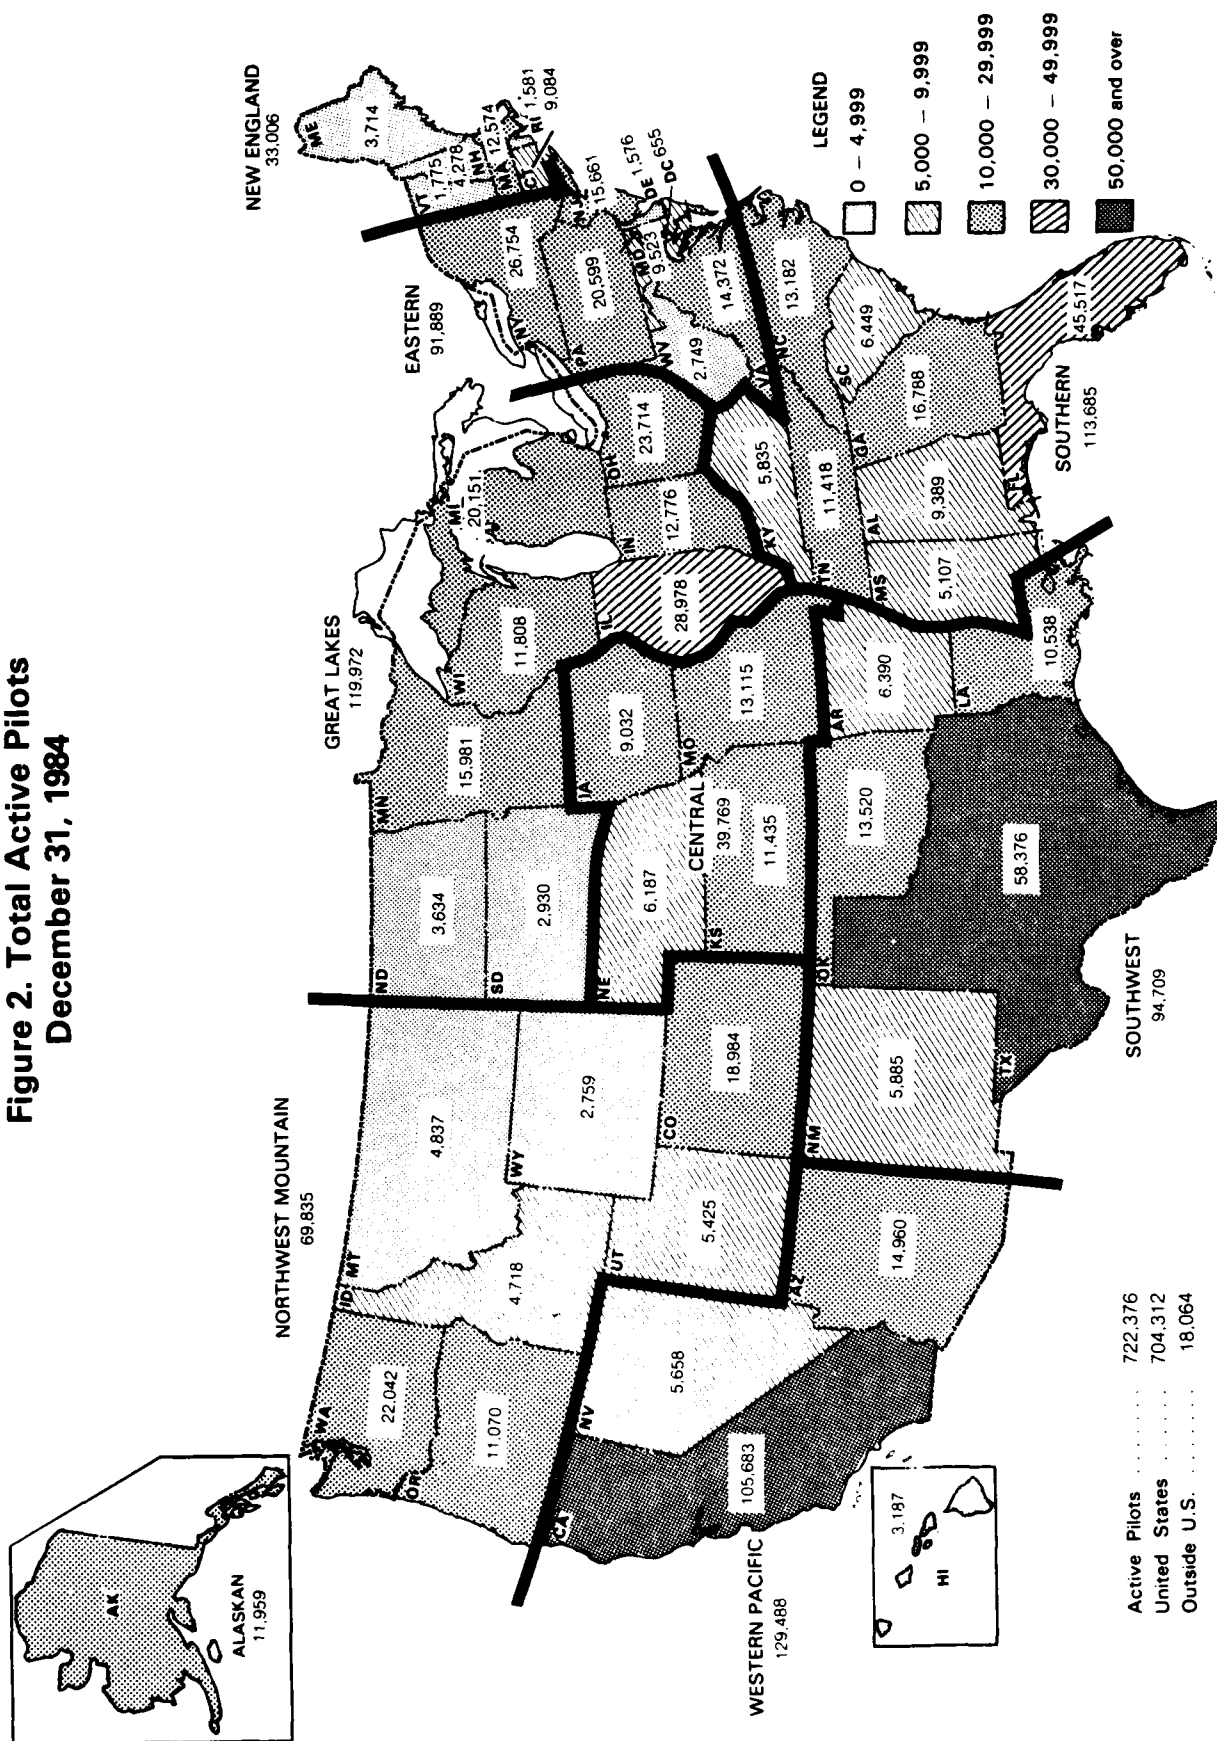 Figure 2. Total Active Pilots
December 31, 1984
ALASKAN
11,959
AK
NORTHWEST MOUNTAIN
69,835
GREAT LAKES
119,972
EASTERN
91,889
NEW ENGLAND
33,006
WESTERN PACIFIC
129,488
SOUTHWEST
94,709
SOUTHERN
113,685
CENTRAL
39,769
WA
22,042
OR
11,070
ID
4,718
MT
4,837
WY
2,759
UT
5,425
CO
18,984
CA
105,683
NV
5,658
AZ
14,960
HI
3,187
NM
5,885
TX
58,376
OK
13,520
AR
6,390
LA
10,538
ND
3,634
SD
2.930
NE
6,187
KS
11,435
IA
9,032
MO
13,115
MN
15,981
WI
11,808
IL
28,978
MI
20,151
IN
12,776
OH
23,714
KY
5,835
TN
11,418
MS
5,107
AL
9,389
GA
16,788
FL
45,517
SC
6,449
NC
13,182
VA
14,372
WV
2,749
PA
20,599
NY
26,754
NJ
15,661
MD
9,523
DE 1,576
DC 655
ME
3,714
VT
1,775
4,278
NH
MA
12,574
RI 1,581
CT
9,084
LEGEND
0 – 4,999
5,000 – 9,999
10,000 – 29,999
30,000 – 49,999
50,000 and over
Active Pilots . . . . . . 722,376
United States . . . . . . 704,312
Outside U.S. . . . . . . . 18,064